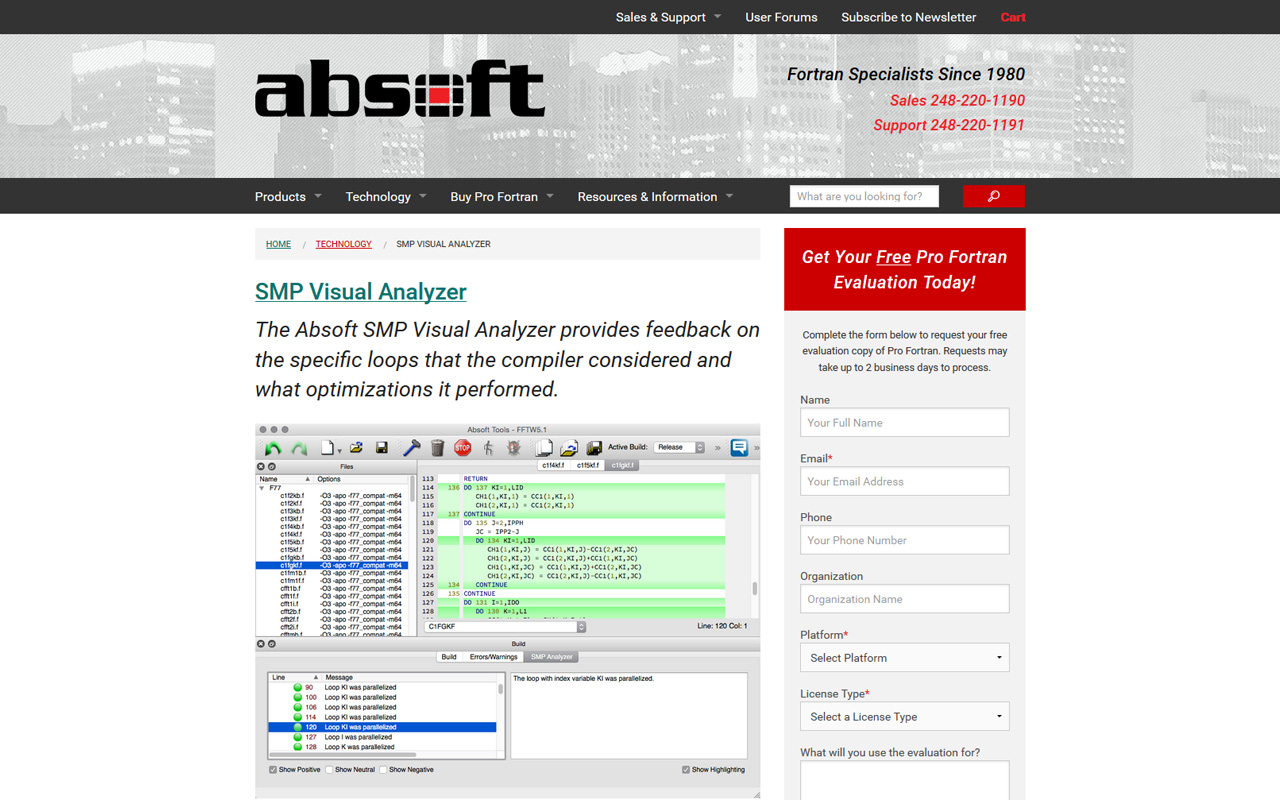 Sales & Support
User Forums
Subscribe to Newsletter
Cart
absoft
Fortran Specialists Since 1980
Sales 248-220-1190
Support 248-220-1191
Products
Technology
Buy Pro Fortran
Resources & Information
What are you looking for?
HOME / TECHNOLOGY / SMP VISUAL ANALYZER
SMP Visual Analyzer
The Absoft SMP Visual Analyzer provides feedback on
the specific loops that the compiler considered and
what optimizations it performed.
Absoft Tools - FFTW5.1
STOP
Active Build: Release
Files
Name Options
F77
c1f2kb.f -O3 -apo -f77_compat -m64
c1f2kf.f -O3 -apo -f77_compat -m64
c1f3kb.f -O3 -apo -f77_compat -m64
c1f3kf.f -O3 -apo -f77_compat -m64
c1f4kb.f -O3 -apo -f77_compat -m64
c1f4kf.f -O3 -apo -f77_compat -m64
c1f5kb.f -O3 -apo -f77_compat -m64
c1f5kf.f -O3 -apo -f77_compat -m64
c1fgkb.f -O3 -apo -f77_compat -m64
c1fgkf.f -O3 -apo -f77_compat -m64
c1fm1b.f -O3 -apo -f77_compat -m64
c1fm1f.f -O3 -apo -f77_compat -m64
cfft1b.f -O3 -apo -f77_compat -m64
cfft1f.f -O3 -apo -f77_compat -m64
cfft1i.f -O3 -apo -f77_compat -m64
cfft2b.f -O3 -apo -f77_compat -m64
cfft2f.f -O3 -apo -f77_compat -m64
cfft2i.f -O3 -apo -f77_compat -m64
cfftmb.f -O3 -apo -f77_compat -m64
c1f4kf.f c1f5kf.f c1fgkf.f
113 RETURN
114 136 DO 137 KI=1,LID
115 CH1(1,KI,1) = CC1(1,KI,1)
116 CH1(2,KI,1) = CC1(2,KI,1)
117 137 CONTINUE
118 DO 135 J=2,IPPH
119 JC = IPP2-J
120 DO 134 KI=1,LID
121 CH1(1,KI,J) = CC1(1,KI,J)-CC1(2,KI,JC)
122 CH1(2,KI,J) = CC1(2,KI,J)+CC1(1,KI,JC)
123 CH1(1,KI,JC) = CC1(1,KI,J)+CC1(2,KI,JC)
124 CH1(2,KI,JC) = CC1(2,KI,J)-CC1(1,KI,JC)
125 134 CONTINUE
126 135 CONTINUE
127 DO 131 I=1,IDO
128 DO 130 K=1,L1
C1FGKF
Line: 120 Col: 1
Build
Build Errors/Warnings SMP Analyzer
Line Message
90 Loop KI was parallelized
100 Loop KI was parallelized
106 Loop KI was parallelized
114 Loop KI was parallelized
120 Loop KI was parallelized
127 Loop I was parallelized
128 Loop K was parallelized
The loop with index variable KI was parallelized.
Show Positive Show Neutral Show Negative
Show Highlighting
Get Your Free Pro Fortran
Evaluation Today!
Complete the form below to request your free
evaluation copy of Pro Fortran. Requests may
take up to 2 business days to process.
Name
Your Full Name
Email*
Your Email Address
Phone
Your Phone Number
Organization
Organization Name
Platform*
Select Platform
License Type*
Select a License Type
What will you use the evaluation for?